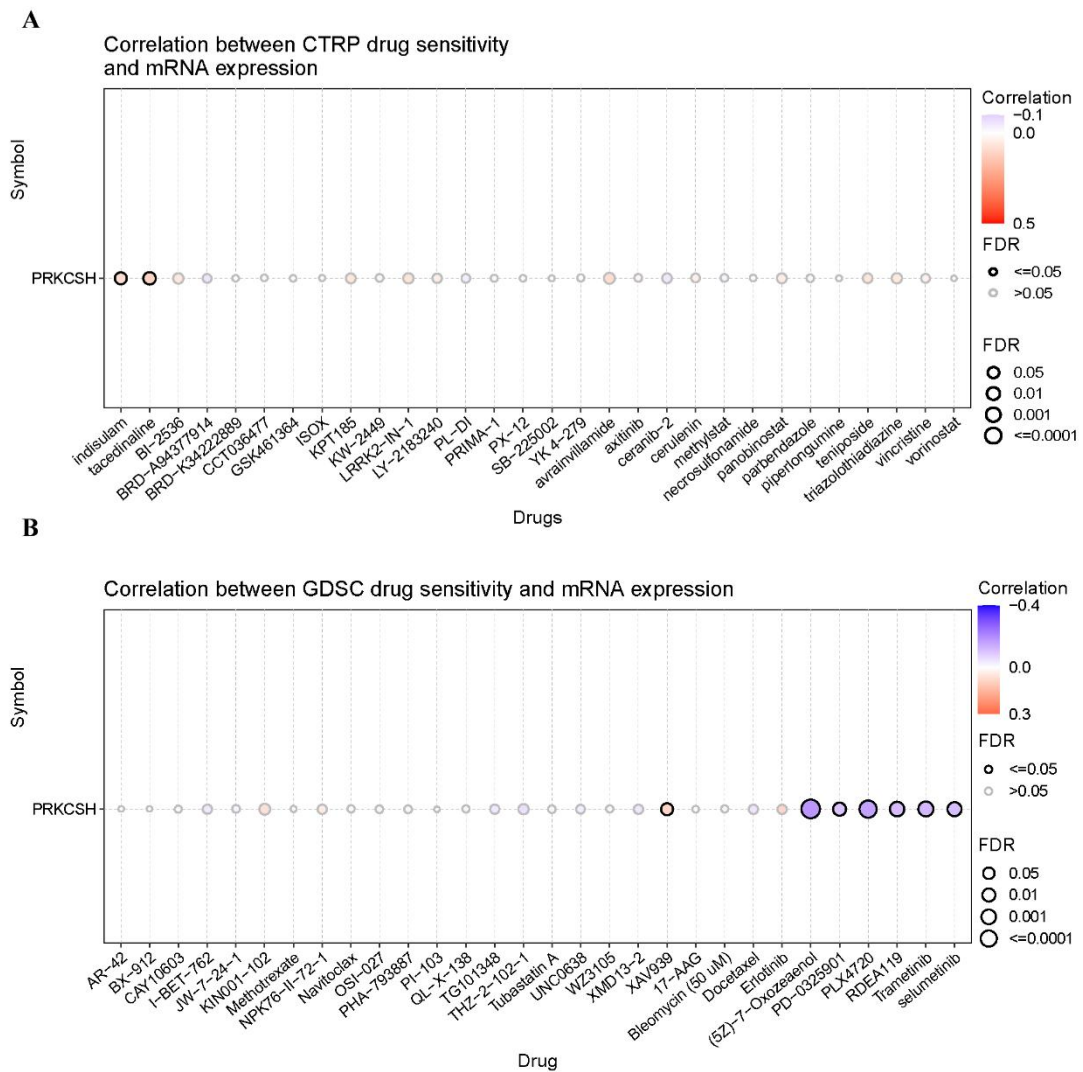 A
Correlation between CTRP drug sensitivity
and mRNA expression
Symbol
PRKCSH
indisulam
tacedinaline
BI-2536
BRD-A94377914
BRD-K34222889
CCT036477
GSK461364
ISOX
KPT185
KW-2449
LRRK2-IN-1
LY-2183240
PL-DI
PRIMA-1
PX-12
SB-225002
YK 4-279
avrainvillamide
axitinib
ceranib-2
cerulenin
methylstat
necrosulfonamide
panobinostat
parbendazole
piperlongumine
teniposide
triazolothiadiazine
vincristine
vorinostat
Drugs
Correlation
-0.1
0.0
0.5
FDR
<=0.05
>0.05
FDR
0.05
0.01
0.001
<=0.0001
B
Correlation between GDSC drug sensitivity and mRNA expression
Symbol
PRKCSH
AR-42
BX-912
CAY10603
I-BET-762
JW-7-24-1
KIN001-102
Methotrexate
NPK76-II-72-1
Navitoclax
OSI-027
PHA-793887
PI-103
QL-X-138
TG101348
THZ-2-102-1
Tubastatin A
UNC0638
WZ3105
XMD13-2
XAV939
17-AAG
Bleomycin (50 uM)
Docetaxel
Erlotinib
(5Z)-7-Oxozeaenol
PD-0325901
PLX4720
RDEA119
Trametinib
selumetinib
Drug
Correlation
-0.4
0.0
0.3
FDR
<=0.05
>0.05
FDR
0.05
0.01
0.001
<=0.0001